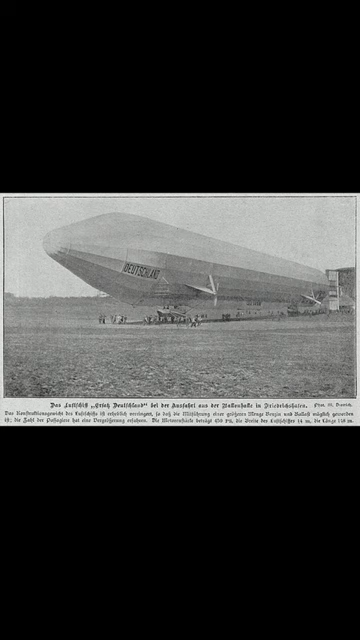 DEUTSCHLAND
Das Luftschiff „Ersatz Deutschland“ bei der Ausfahrt aus der Ballonhalle in Friedrichshafen.
Das Konstruktionsgewicht des Luftschiffs ist erheblich verringert, so daß die Mitführung einer größeren Menge Benzin und Ballast möglich geworden
ist; die Zahl der Passagiere hat eine Vergrößerung erfahren. Die Motorenstärke beträgt PS, die Breite des Luftschiffes 14 m, die Länge m.